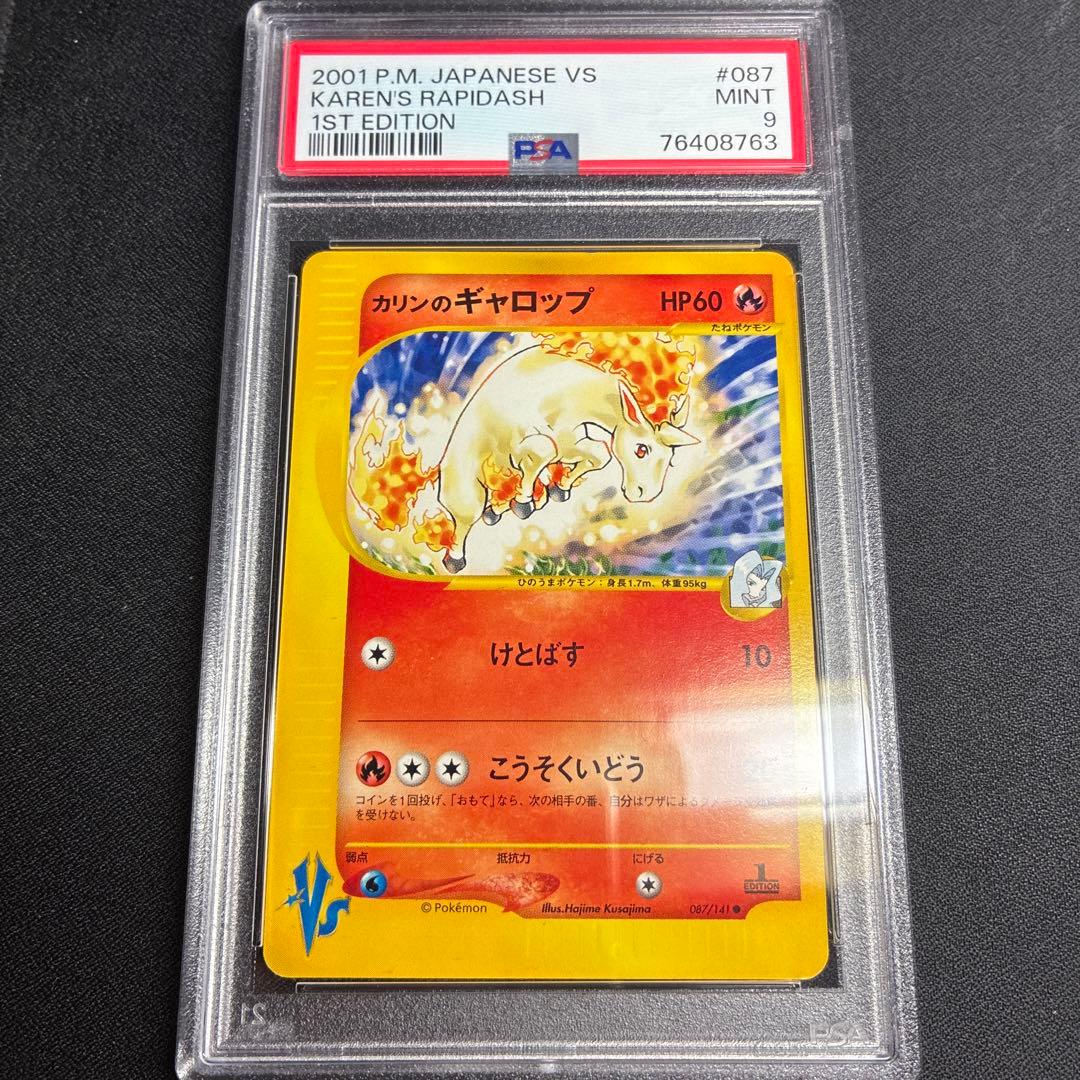 2001 P.M. JAPANESE VS #087
KAREN'S RAPIDASH MINT
1ST EDITION 9
PSA 76408763
カリンのギャロップ HP60
たねポケモン
ひのうまポケモン：身長1.7m、体重95kg
けとばす 10
こうそくいどう
コインを1回投げ、「おもて」なら、次の相手の番、自分はワザによる
を受けない。
弱点 抵抗力 にげる
1
EDITION
VS
©Pokémon Illus.Hajime Kusajima 087/141
PSA